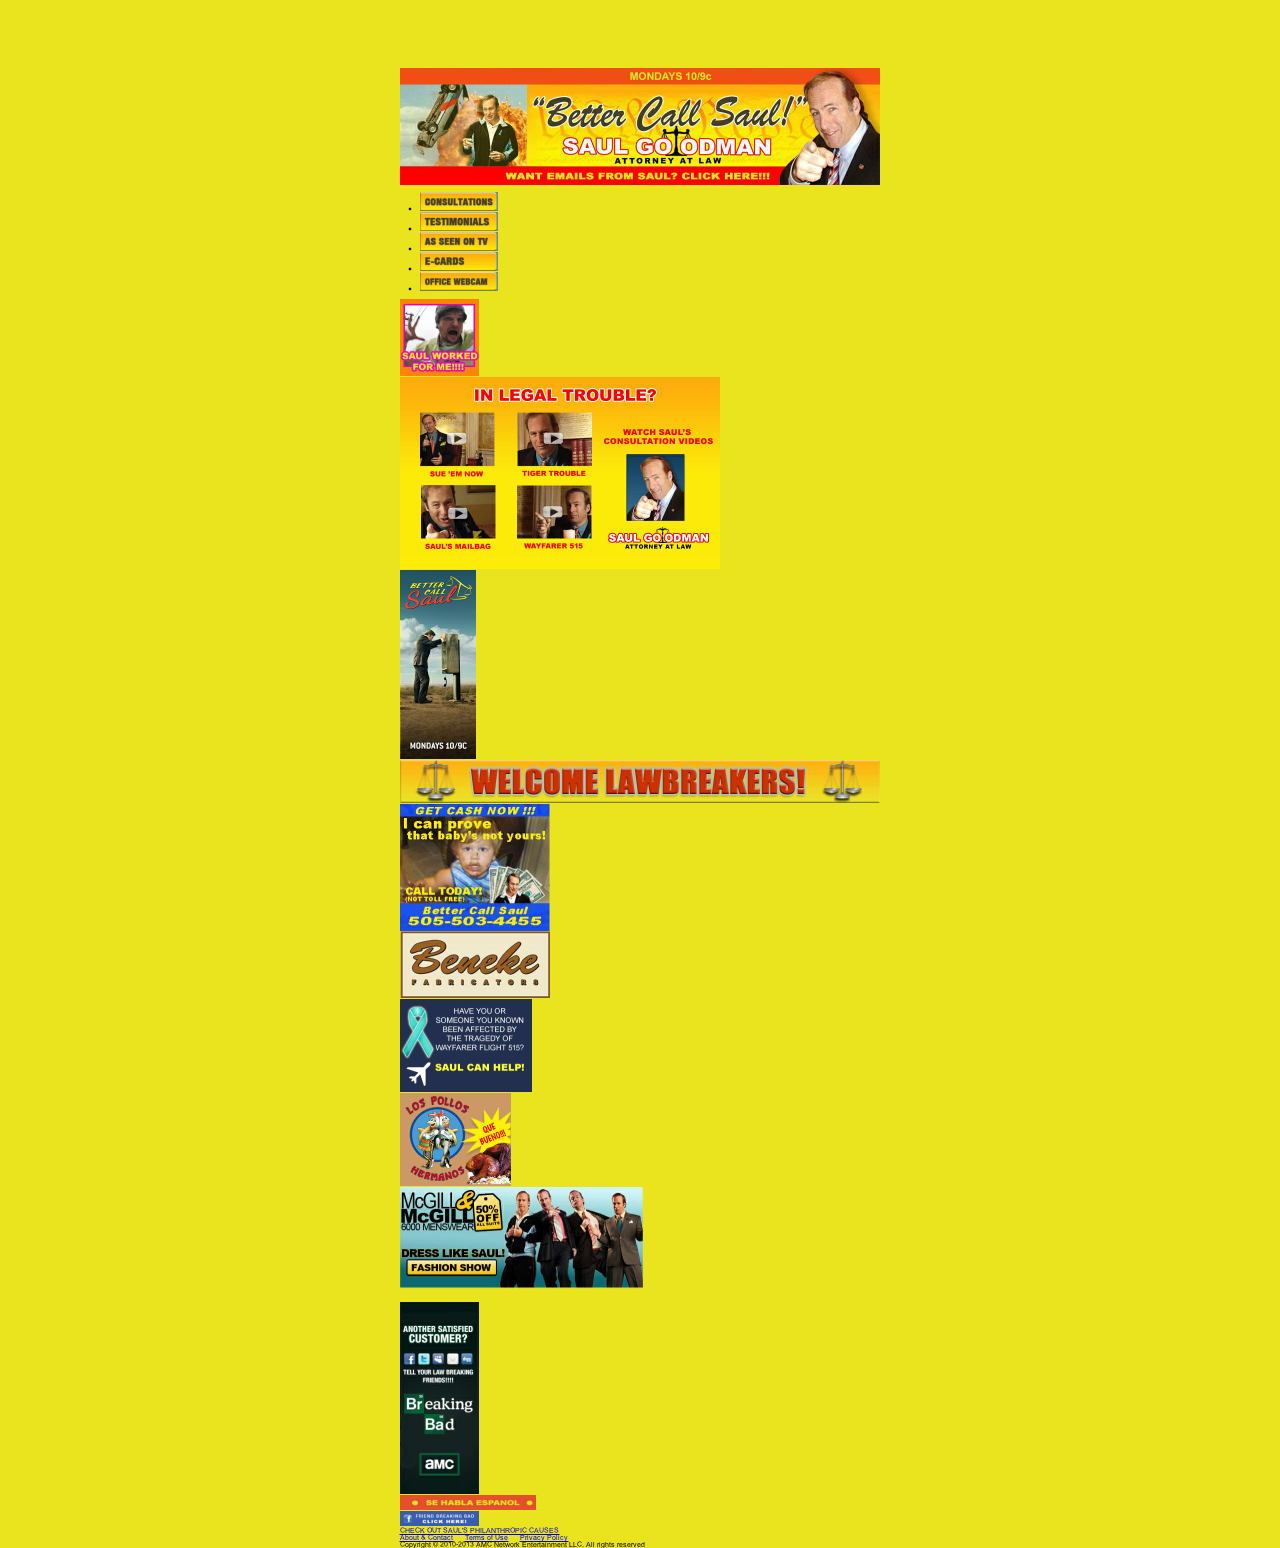 MONDAYS 10/9c
"Better Call Saul!"
SAUL GOODMAN
ATTORNEY AT LAW
WANT EMAILS FROM SAUL? CLICK HERE!!!
CONSULTATIONS
TESTIMONIALS
AS SEEN ON TV
E-CARDS
OFFICE WEBCAM
SAUL WORKED
FOR ME!!!!
IN LEGAL TROUBLE?
WATCH SAUL'S
CONSULTATION VIDEOS
SUE 'EM NOW
TIGER TROUBLE
SAUL'S MAILBAG
WAYFARER 515
SAUL GOODMAN
ATTORNEY AT LAW
BETTER
CALL
Saul
MONDAYS 10/9C
WELCOME LAWBREAKERS!
GET CASH NOW !!!
I can prove
that baby's not yours!
CALL TODAY!
(NOT TOLL FREE)
Better Call Saul
505-503-4455
Beneke
FABRICATORS
HAVE YOU OR
SOMEONE YOU KNOWN
BEEN AFFECTED BY
THE TRAGEDY OF
WAYFARER FLIGHT 515?
SAUL CAN HELP!
LOS POLLOS
HERMANOS
QUE
BUENO!!!
McGILL &
McGILL
6000 MENSWEAR
50%
OFF
ALL SUITS
DRESS LIKE SAUL!
FASHION SHOW
ANOTHER SATISFIED
CUSTOMER?
TELL YOUR LAW BREAKING
FRIENDS!!!!
Breaking
Bad
aMC
SE HABLA ESPANOL
FRIEND BREAKING BAD
CLICK HERE!
CHECK OUT SAUL'S PHILANTHROPIC CAUSES
About & Contact Terms of Use Privacy Policy
Copyright © 2010-2013 AMC Network Entertainment LLC. All rights reserved